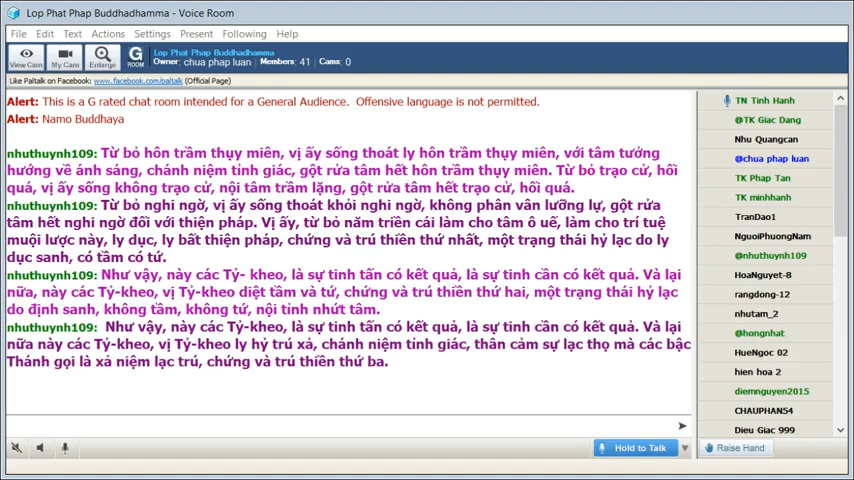 Lop Phat Phap Buddhadhamma - Voice Room
File Edit Text Actions Settings Present Following Help
View Cam My Cam Enlarge G ROOM
Lop Phat Phap Buddhadhamma
Owner: chua phap luan Members: 41 Cams: 0
Like Paltalk on Facebook: www.facebook.com/paltalk (Official Page)
Alert: This is a G rated chat room intended for a General Audience. Offensive language is not permitted.
Alert: Namo Buddhaya
nhuthuynh109: Từ bỏ hôn trầm thụy miên, vị ấy sống thoát ly hôn trầm thụy miên, với tâm tưởng
hướng về ánh sáng, chánh niệm tỉnh giác, gột rửa tâm hết hôn trầm thụy miên. Từ bỏ trạo cử, hối
quá, vị ấy sống không trạo cử, nội tâm trầm lặng, gột rửa tâm hết trạo cử, hối quá.
nhuthuynh109: Từ bỏ nghi ngờ, vị ấy sống thoát khỏi nghi ngờ, không phân vân lưỡng lự, gột rửa
tâm hết nghi ngờ đối với thiện pháp. Vị ấy, từ bỏ năm triền cái làm cho tâm ô uế, làm cho trí tuệ
muội lược này, ly dục, ly bất thiện pháp, chứng và trú thiền thứ nhất, một trạng thái hỷ lạc do ly
dục sanh, có tầm có tứ.
nhuthuynh109: Như vậy, này các Tỷ- kheo, là sự tinh tấn có kết quả, là sự tinh cần có kết quả. Và lại
nữa, này các Tỷ-kheo, vị Tỷ-kheo diệt tầm và tứ, chứng và trú thiền thứ hai, một trạng thái hỷ lạc
do định sanh, không tầm, không tứ, nội tỉnh nhứt tâm.
nhuthuynh109: Như vậy, này các Tỷ-kheo, là sự tinh tấn có kết quả, là sự tinh cần có kết quả. Và lại
nữa này các Tỷ-kheo, vị Tỷ-kheo ly hỷ trú xả, chánh niệm tỉnh giác, thân cảm sự lạc thọ mà các bậc
Thánh gọi là xả niệm lạc trú, chứng và trú thiền thứ ba.
Hold to Talk
TN Tinh Hanh
@TK Giac Dang
Nhu Quangcan
@chua phap luan
TK Phap Tan
TK minhhanh
TranDao1
NguoiPhuongNam
@nhuthuynh109
HoaNguyet-8
rangdong-12
nhutam_2
@hongnhat
HueNgoc 02
hien hoa 2
diemnguyen2015
CHAUPHAN54
Dieu Giac 999
Raise Hand